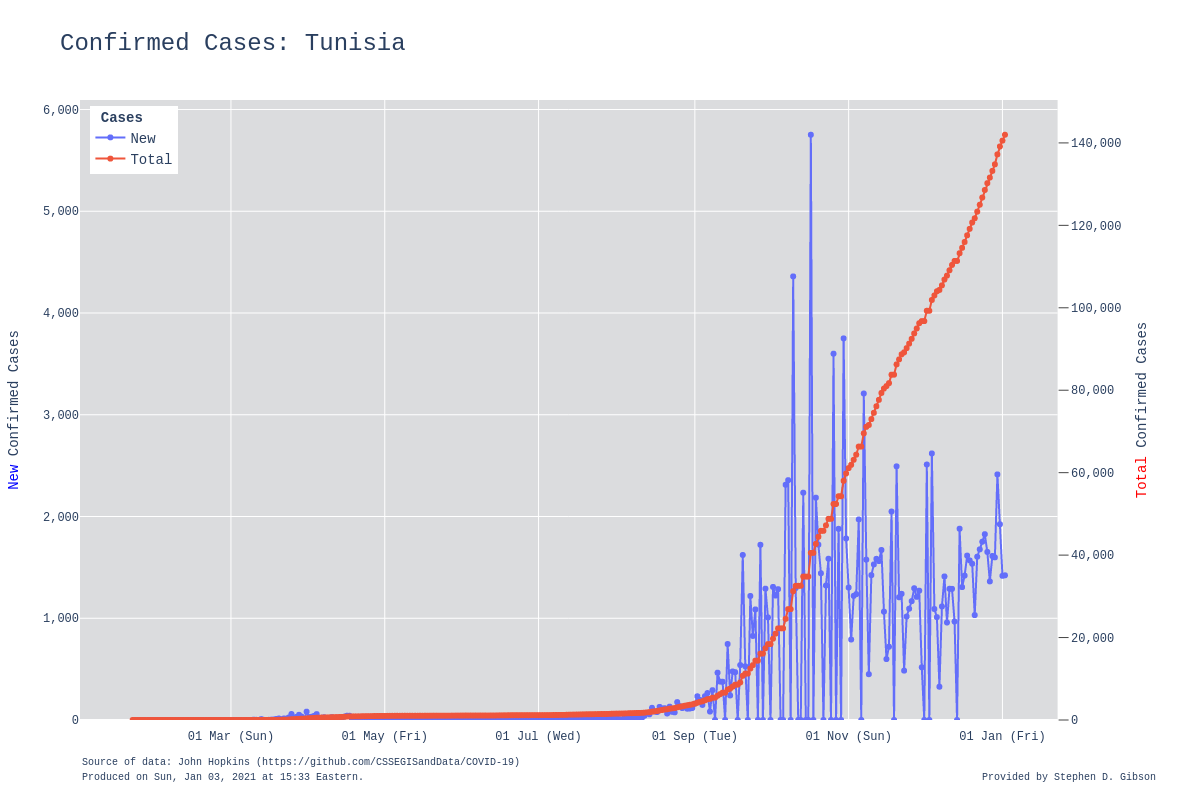 Confirmed Cases: Tunisia
Cases
New
Total
6,000
5,000
4,000
3,000
2,000
1,000
0
New Confirmed Cases
140,000
120,000
100,000
80,000
60,000
40,000
20,000
0
Total Confirmed Cases
01 Mar (Sun)
01 May (Fri)
01 Jul (Wed)
01 Sep (Tue)
01 Nov (Sun)
01 Jan (Fri)
Source of data: John Hopkins (https://github.com/CSSEGISandData/COVID-19)
Produced on Sun, Jan 03, 2021 at 15:33 Eastern.
Provided by Stephen D. Gibson